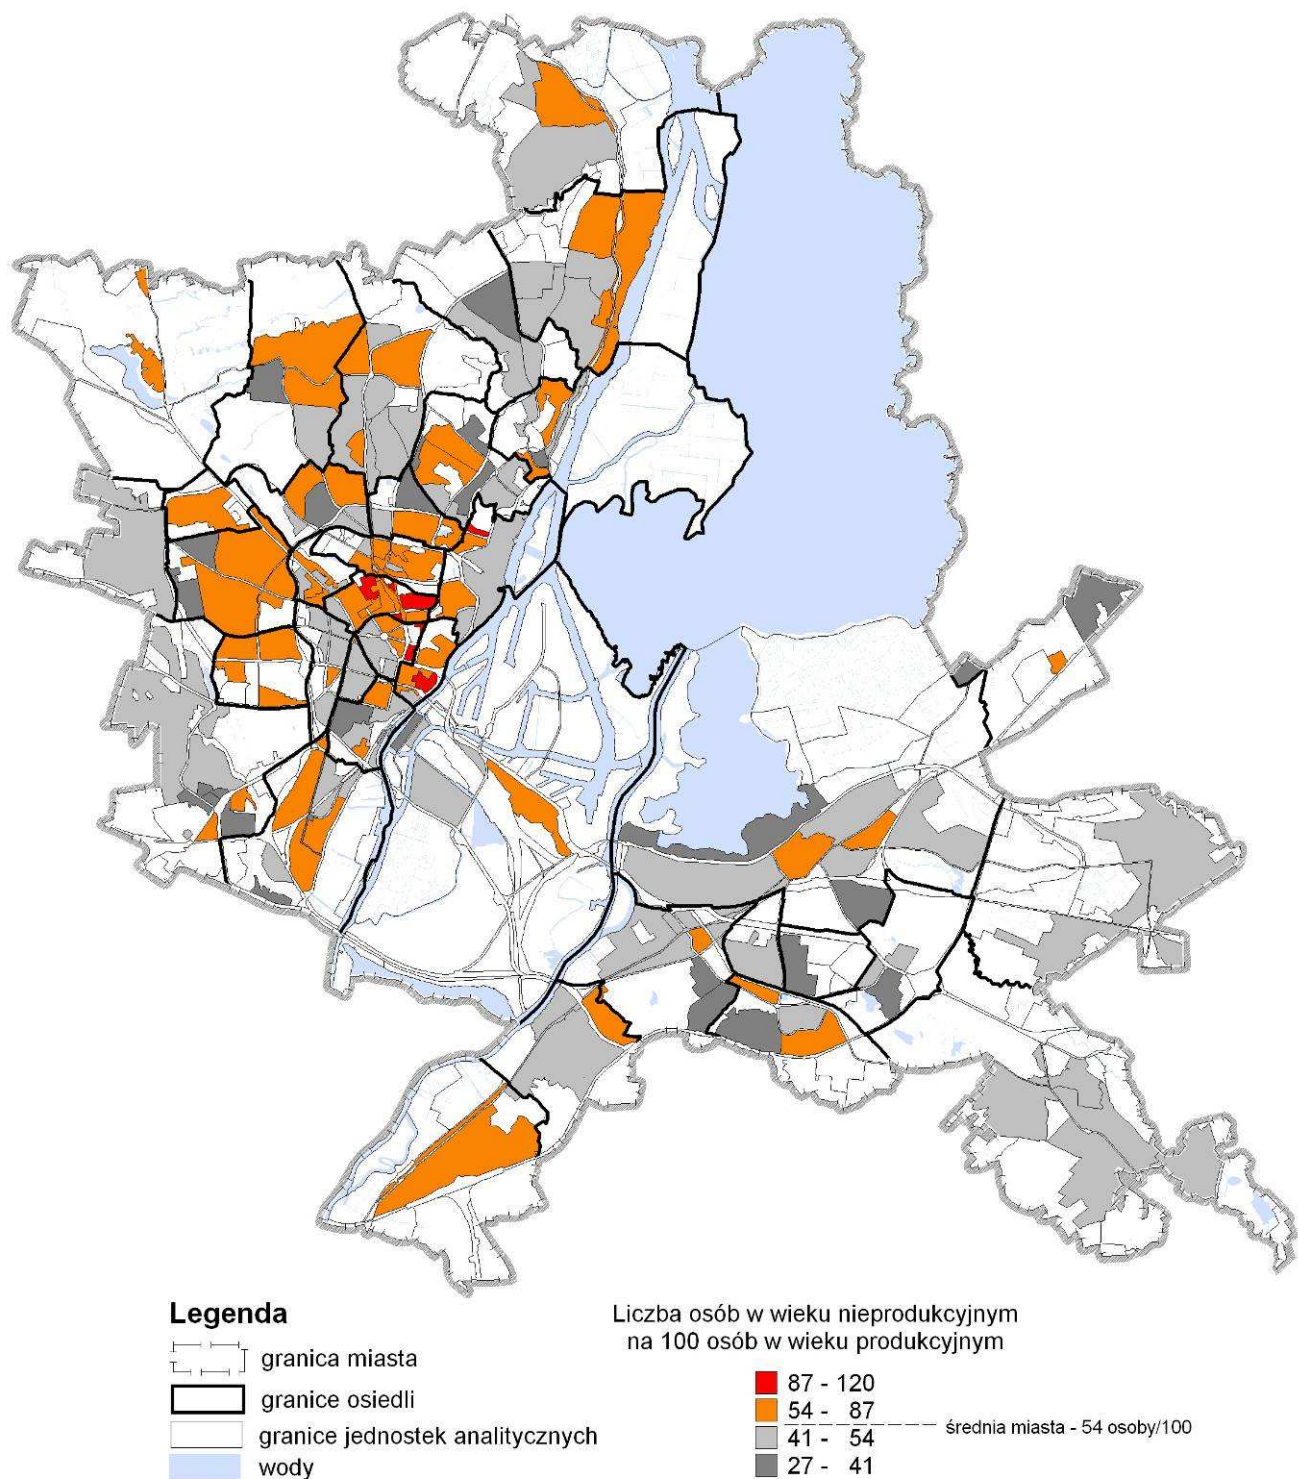 Legenda
granica miasta
granice osiedli
granice jednostek analitycznych
wody
Liczba osób w wieku nieprodukcyjnym
na 100 osób w wieku produkcyjnym
87 - 120
54 - 87
średnia miasta - 54 osoby/100
41 - 54
27 - 41